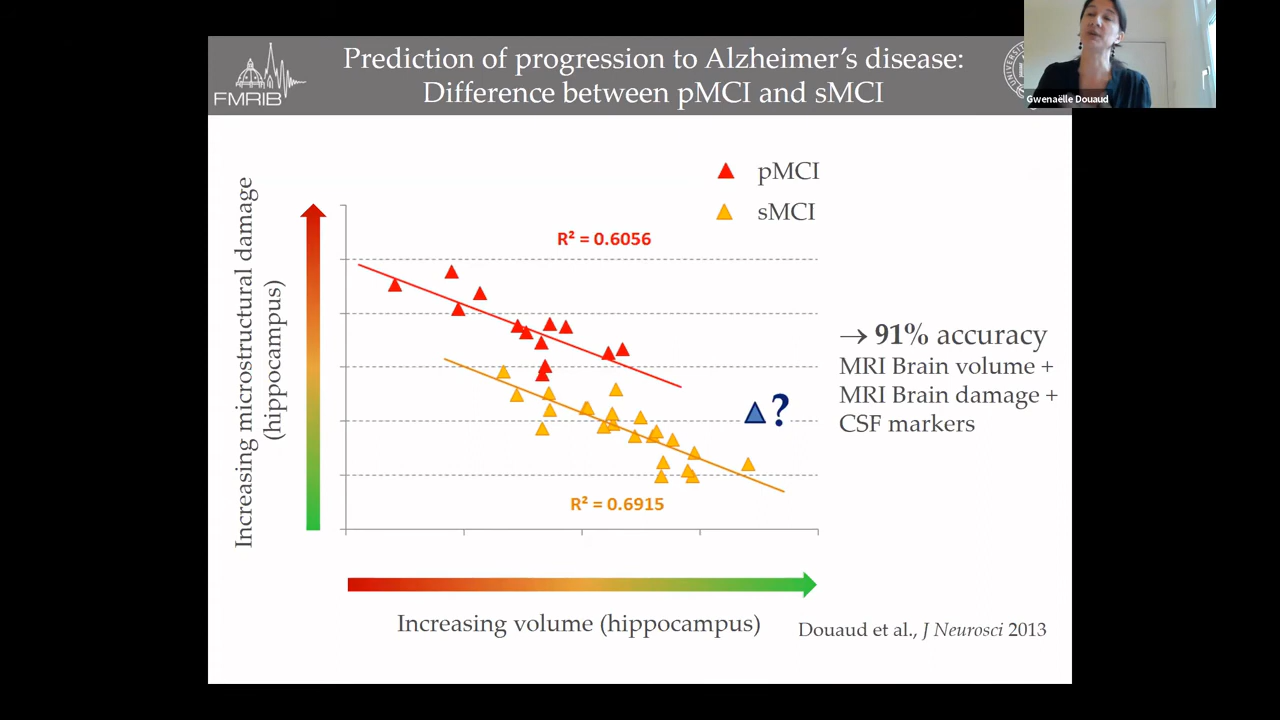 Prediction of progression to Alzheimer's disease:
Difference between pMCI and sMCI
FMRIB
Gwenaëlle Douaud
pMCI
sMCI
Increasing microstructural damage
(hippocampus)
R² = 0.6056
R² = 0.6915
?
→ 91% accuracy
MRI Brain volume +
MRI Brain damage +
CSF markers
Increasing volume (hippocampus)
Douaud et al., J Neurosci 2013